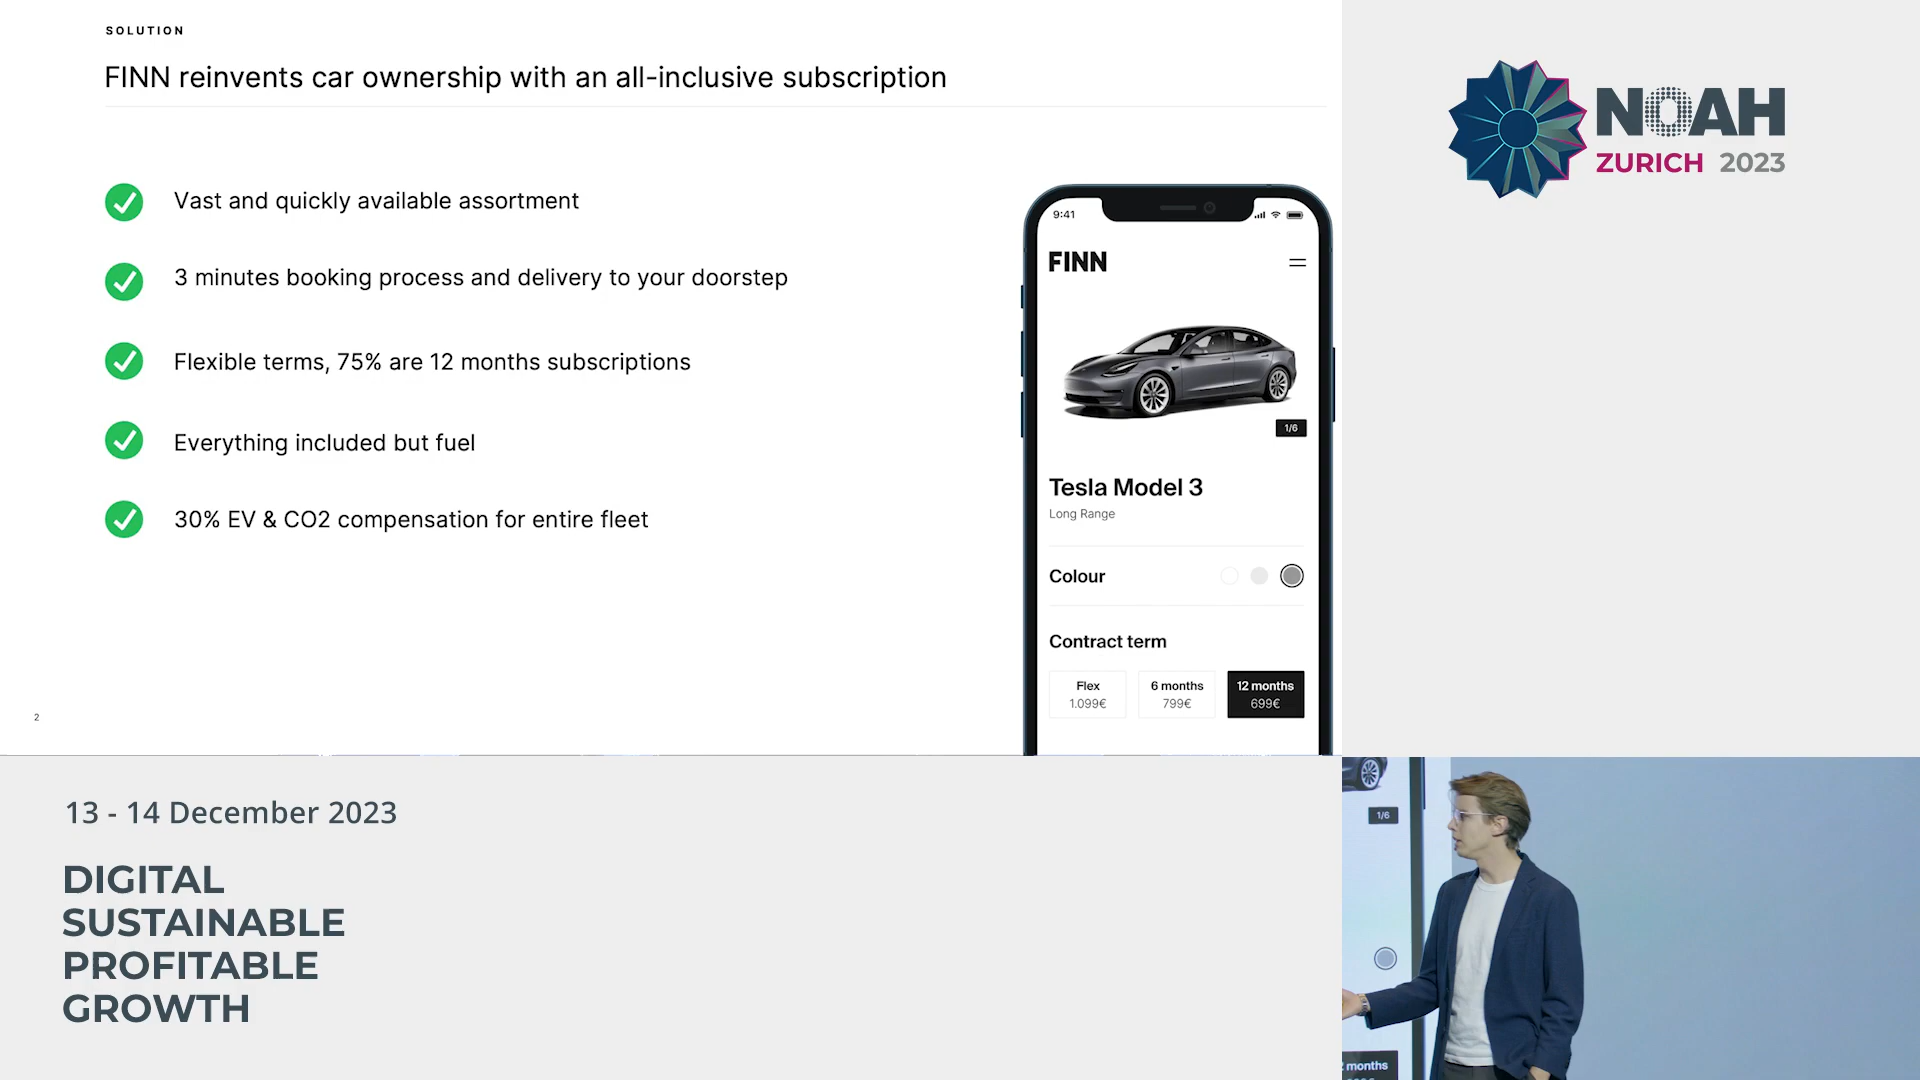 SOLUTION
FINN reinvents car ownership with an all-inclusive subscription
Vast and quickly available assortment
3 minutes booking process and delivery to your doorstep
Flexible terms, 75% are 12 months subscriptions
Everything included but fuel
30% EV & CO2 compensation for entire fleet
2
9:41
FINN
1/6
Tesla Model 3
Long Range
Colour
Contract term
Flex
1.099€
6 months
799€
12 months
699€
NOAH
ZURICH 2023
13 - 14 December 2023
DIGITAL
SUSTAINABLE
PROFITABLE
GROWTH
1/6
months